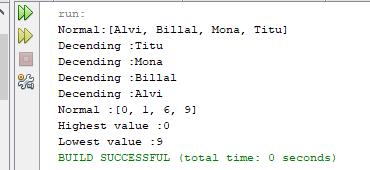 run:
Normal:[Alvi, Billal, Mona, Titu]
Decending :Titu
Decending :Mona
Decending :Billal
Decending :Alvi
Normal :[0, 1, 6, 9]
Highest value :0
Lowest value :9
BUILD SUCCESSFUL (total time: 0 seconds)